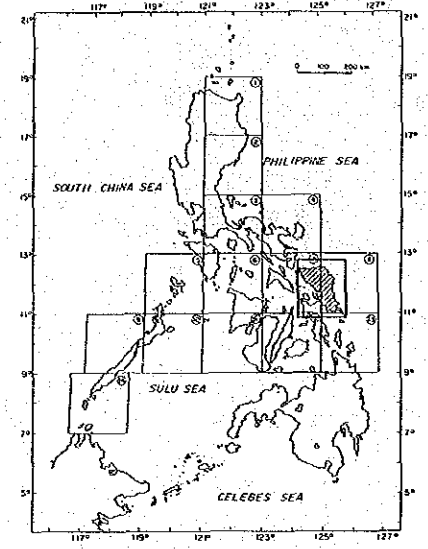 117° 119° 121° 123° 125° 127°
21° 21°
19° 19°
0 100 200 km
17° 17°
PHILIPPINE SEA
SOUTH CHINA SEA
15° 15°
13° 13°
11° 11°
9° 9°
SULU SEA
7° 7°
5° 5°
CELEBES SEA
117° 119° 121° 123° 125° 127°